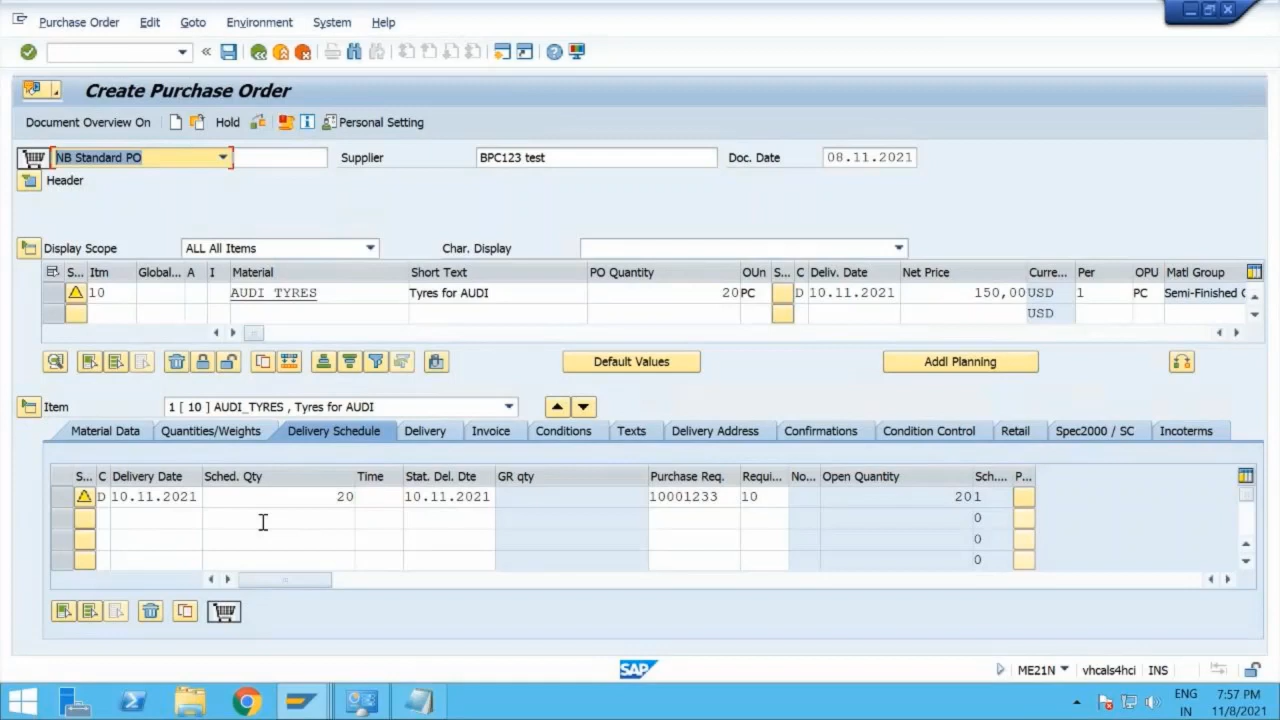 Purchase Order Edit Goto Environment System Help
Create Purchase Order
Document Overview On Hold Personal Setting
NB Standard PO Supplier BPC123 test Doc. Date 08.11.2021
Header
Display Scope ALL All Items Char. Display
S... Itm Global... A I Material Short Text PO Quantity OUn S... C Deliv. Date Net Price Curre... Per OPU Matl Group
10 AUDI_TYRES Tyres for AUDI 20 PC D 10.11.2021 150,00 USD 1 PC Semi-Finished
USD
Default Values Addl Planning
Item 1 [ 10 ] AUDI_TYRES , Tyres for AUDI
Material Data Quantities/Weights Delivery Schedule Delivery Invoice Conditions Texts Delivery Address Confirmations Condition Control Retail Spec2000 / SC Incoterms
S... C Delivery Date Sched. Qty Time Stat. Del. Dte GR qty Purchase Req. Requi... No... Open Quantity Sch.... P...
D 10.11.2021 20 10.11.2021 10001233 10 20 1
0
0
0
SAP ME21N vhcals4hci INS
ENG 7:57 PM
IN 11/8/2021